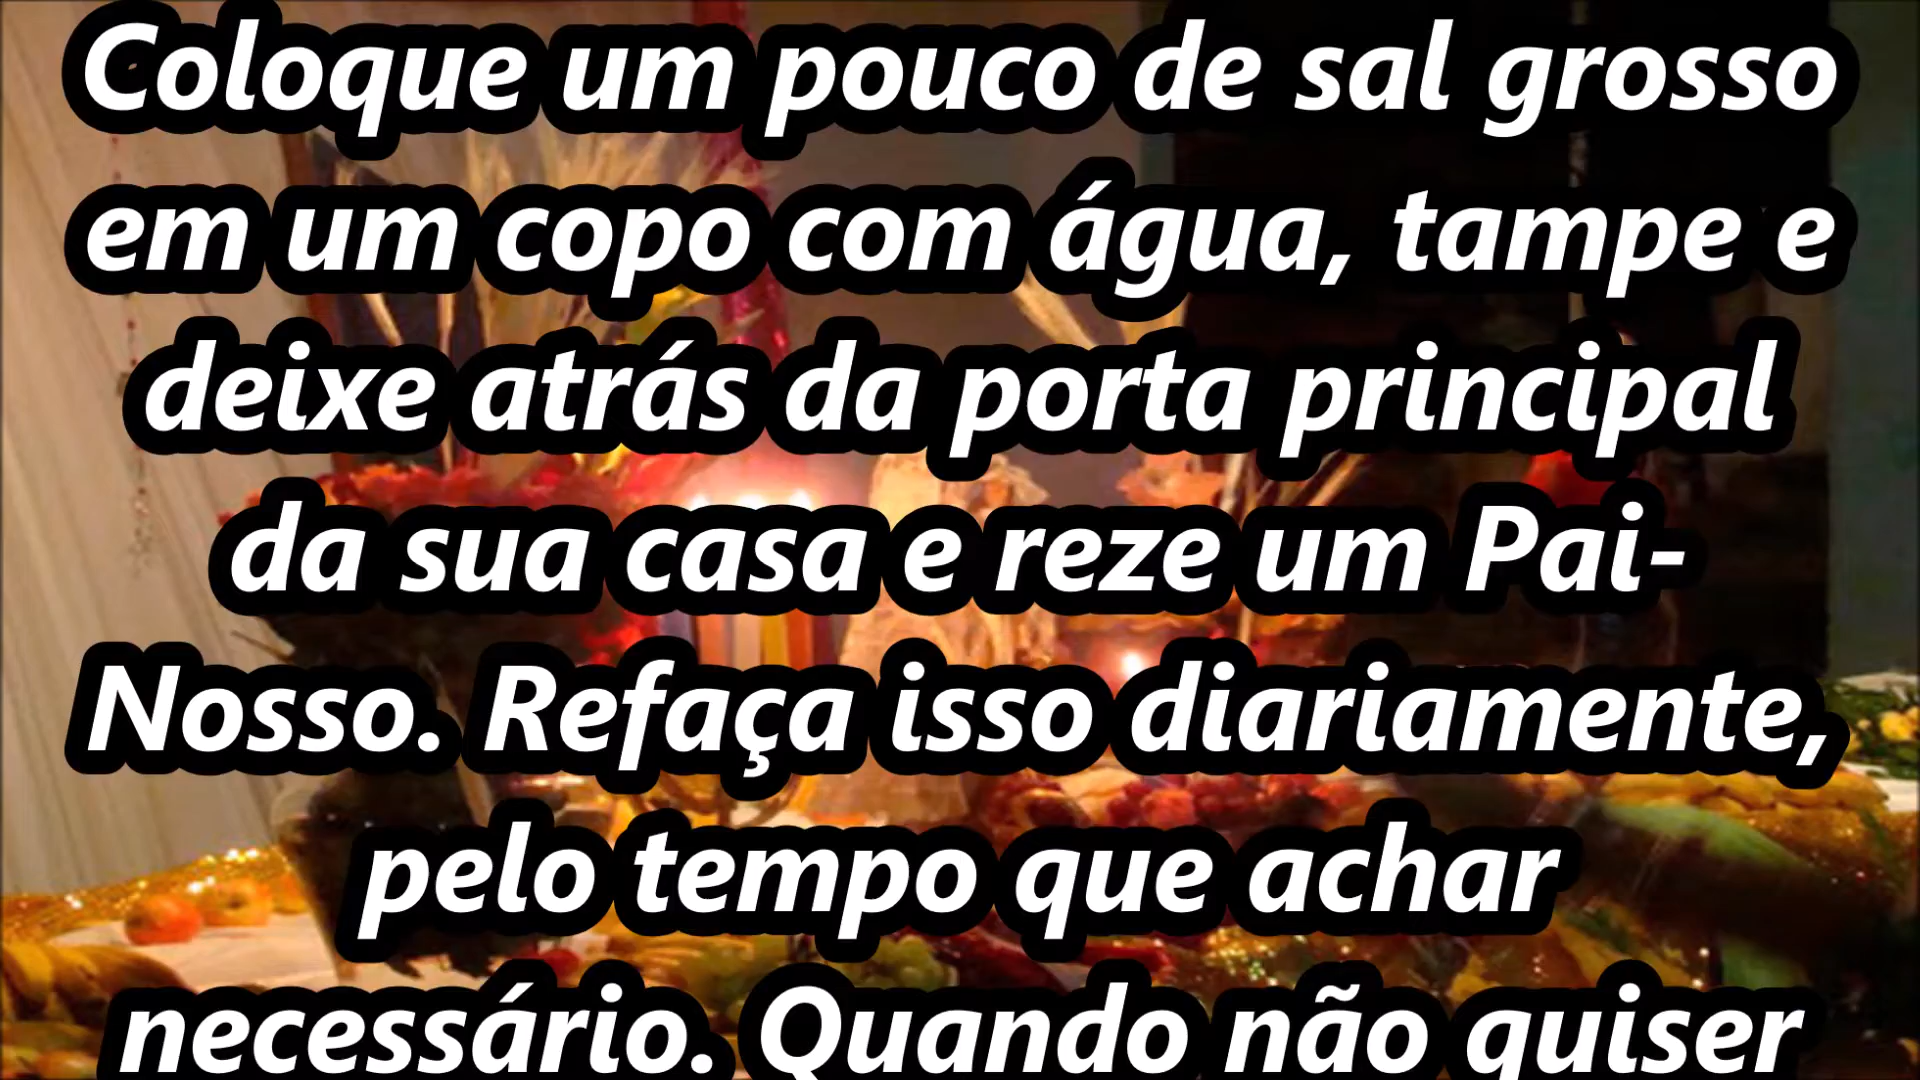 Coloque um pouco de sal grosso
em um copo com água, tampe e
deixe atrás da porta principal
da sua casa e reze um Pai-
Nosso. Refaça isso diariamente,
pelo tempo que achar
necessário. Quando não quiser